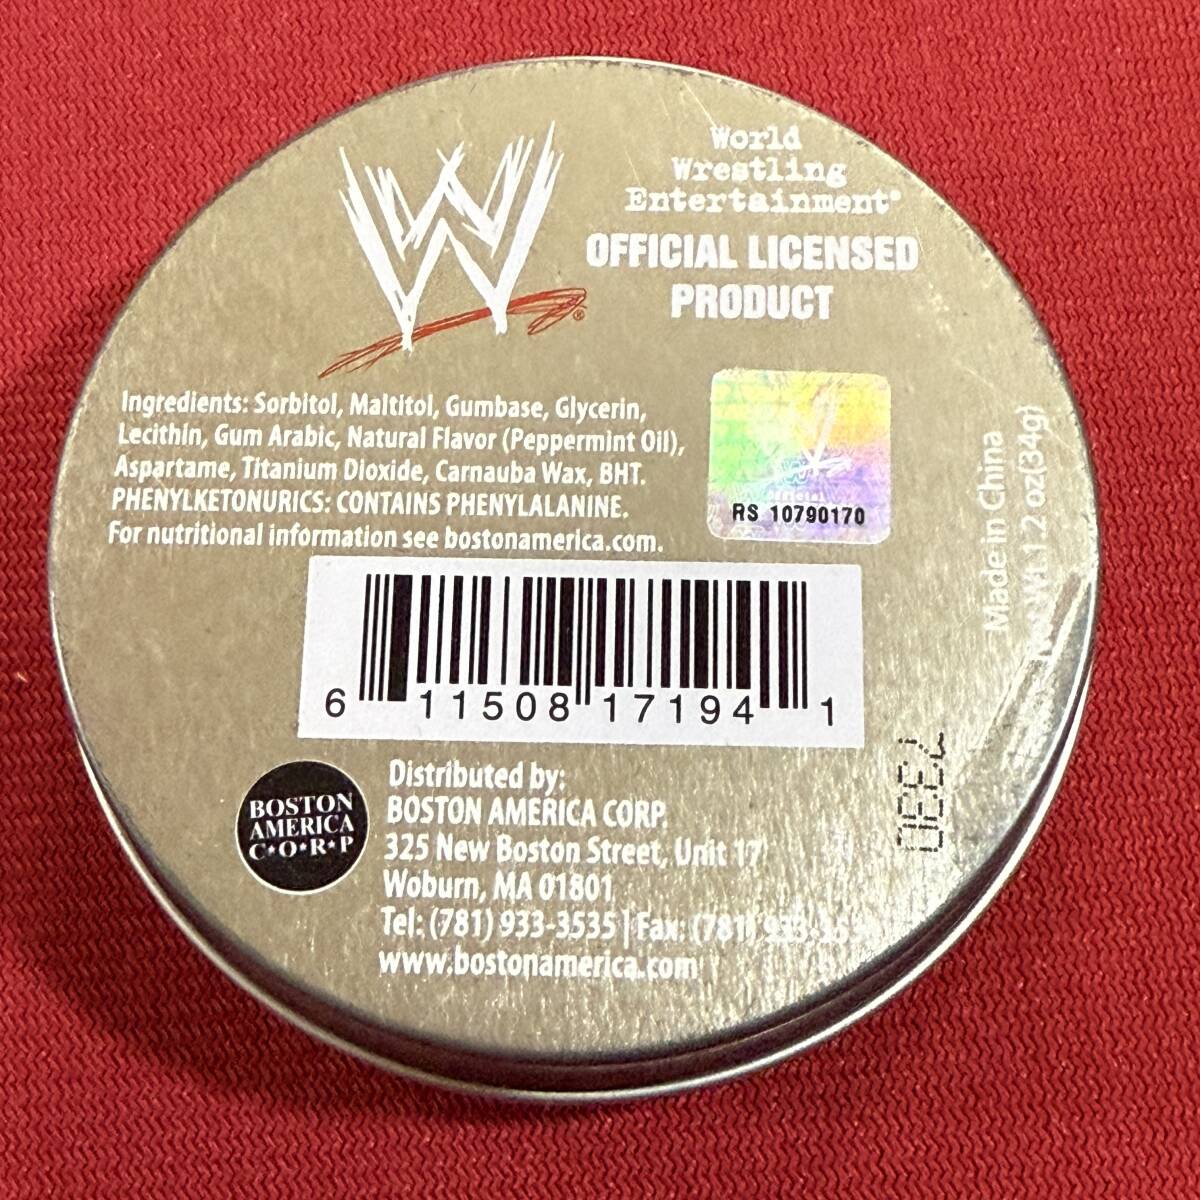 W
World
Wrestling
Entertainment®
OFFICIAL LICENSED
PRODUCT
Ingredients: Sorbitol, Maltitol, Gumbase, Glycerin,
Lecithin, Gum Arabic, Natural Flavor (Peppermint Oil),
Aspartame, Titanium Dioxide, Carnauba Wax, BHT.
PHENYLKETONURICS: CONTAINS PHENYLALANINE.
For nutritional information see bostonamerica.com.
Official
RS 10790170
Made in China
Net Wt. 1.2 oz(34g)
6 11508 17194 1
BOSTON
AMERICA
C★O★R★P
Distributed by:
BOSTON AMERICA CORP.
325 New Boston Street, Unit 17
Woburn, MA 01801
Tel: (781) 933-3535 | Fax: (781)
www.bostonamerica.com